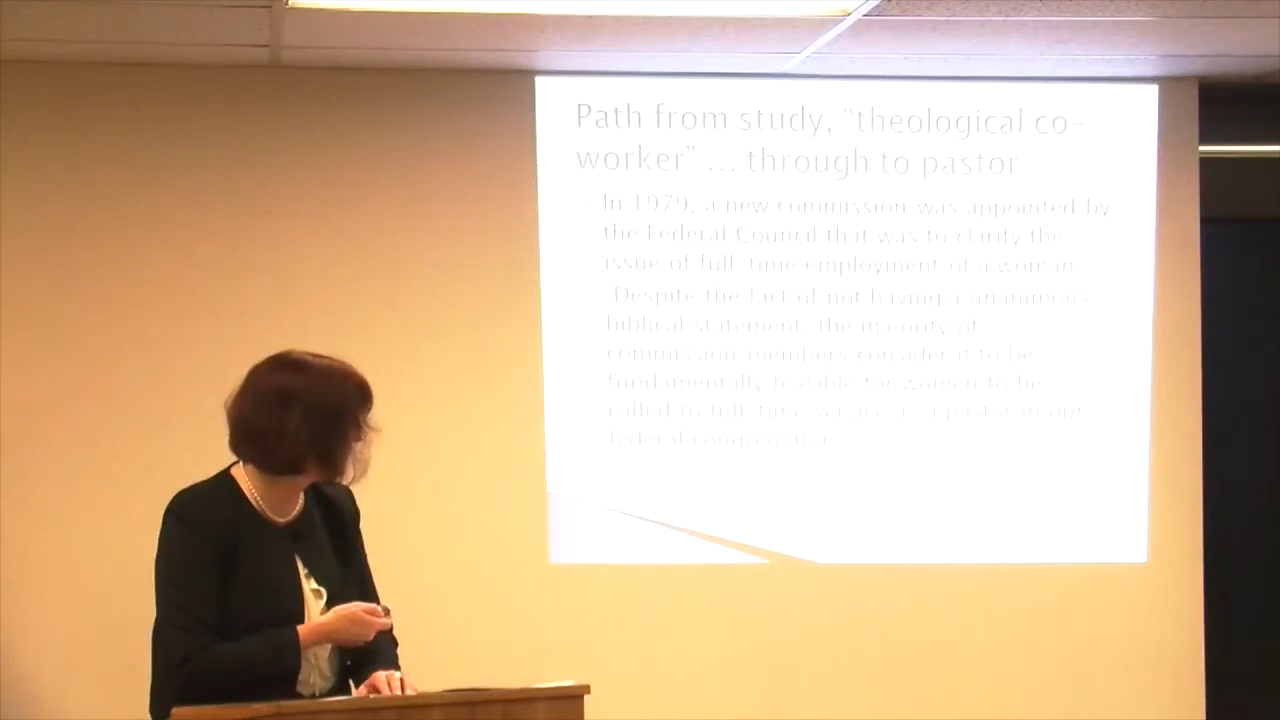 Path from study, “theological co-
worker” ... through to pastor
In 1979, a new commission was appointed by
the Federal Council that was to clarify the
issue of full-time employment of a woman.
"Despite the fact of not having a unanimous
biblical statement, the majority of
commission members consider it to be
fundamentally feasible for women to be
called to full-time service as a pastor in our
federal congregations